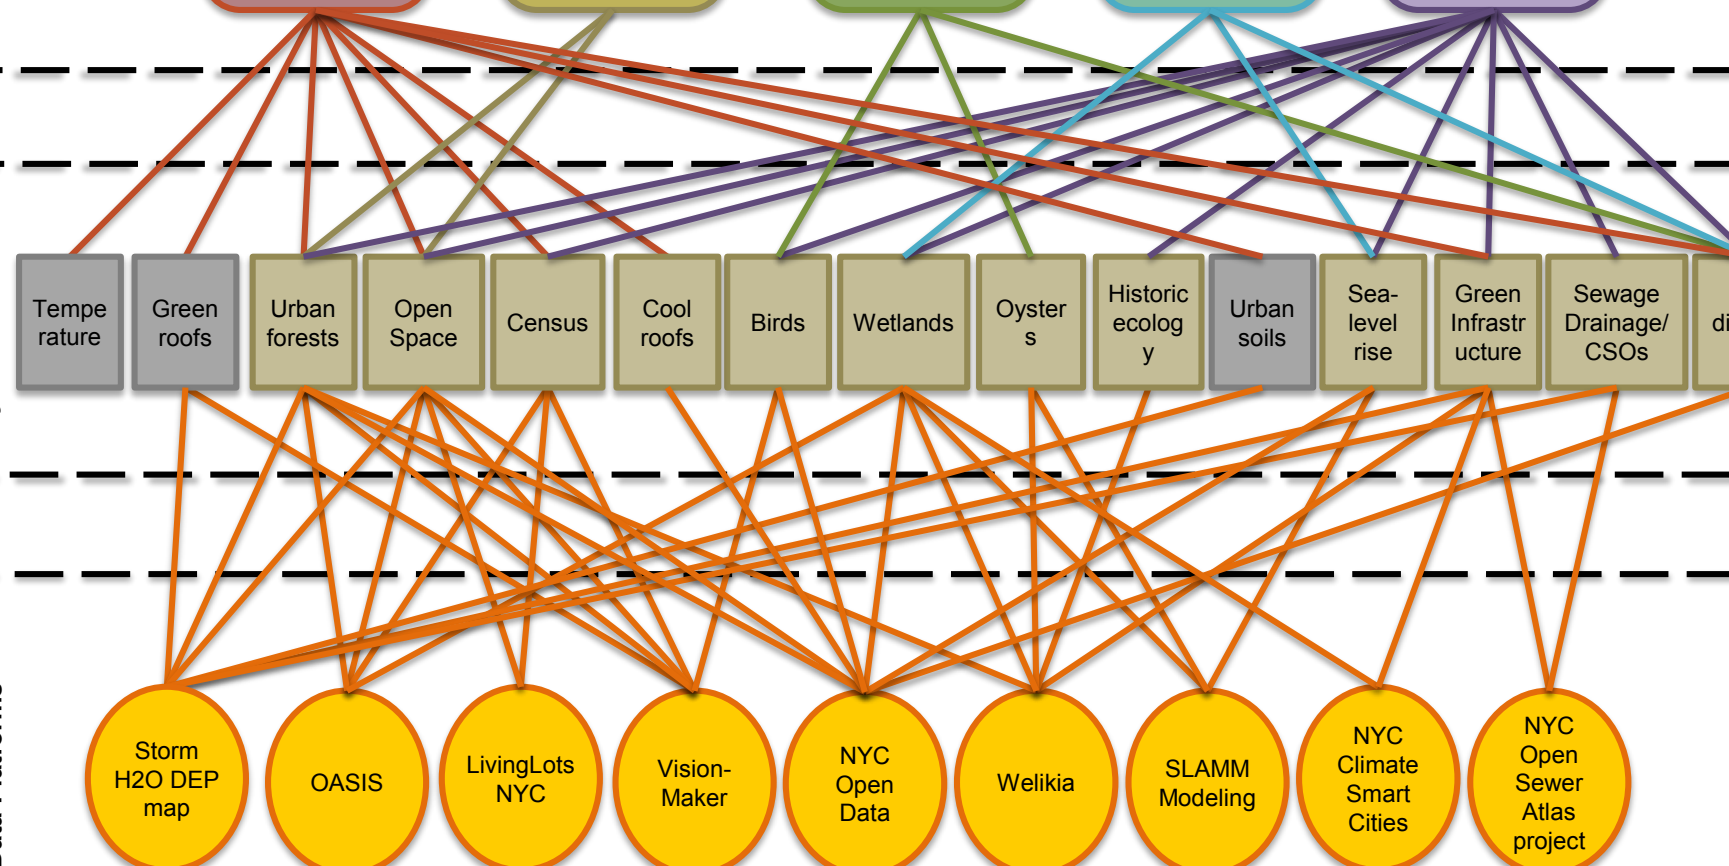 Tempe
rature
Green
roofs
Urban
forests
Open
Space
Census
Cool
roofs
Birds
Wetlands
Oyster
s
Historic
ecolog
y
Urban
soils
Sea-
level
rise
Green
Infrastr
ucture
Sewage
Drainage/
CSOs
di
Storm
H2O DEP
map
OASIS
LivingLots
NYC
Vision-
Maker
NYC
Open
Data
Welikia
SLAMM
Modeling
NYC
Climate
Smart
Cities
NYC
Open
Sewer
Atlas
project